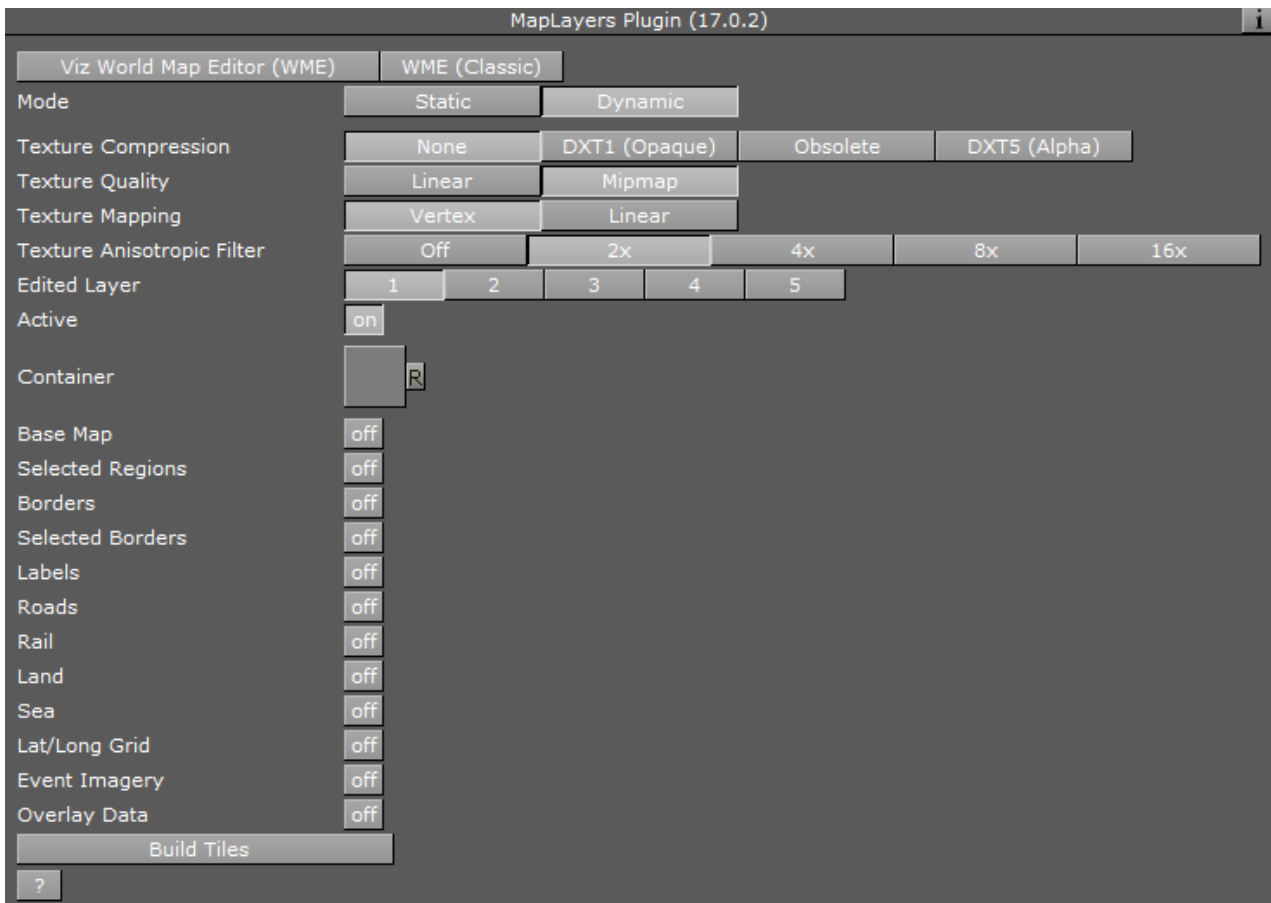 MapLayers Plugin (17.0.2) i
Viz World Map Editor (WME) WME (Classic)
Mode Static Dynamic
Texture Compression None DXT1 (Opaque) Obsolete DXT5 (Alpha)
Texture Quality Linear Mipmap
Texture Mapping Vertex Linear
Texture Anisotropic Filter Off 2x 4x 8x 16x
Edited Layer 1 2 3 4 5
Active on
Container R
Base Map off
Selected Regions off
Borders off
Selected Borders off
Labels off
Roads off
Rail off
Land off
Sea off
Lat/Long Grid off
Event Imagery off
Overlay Data off
Build Tiles
?